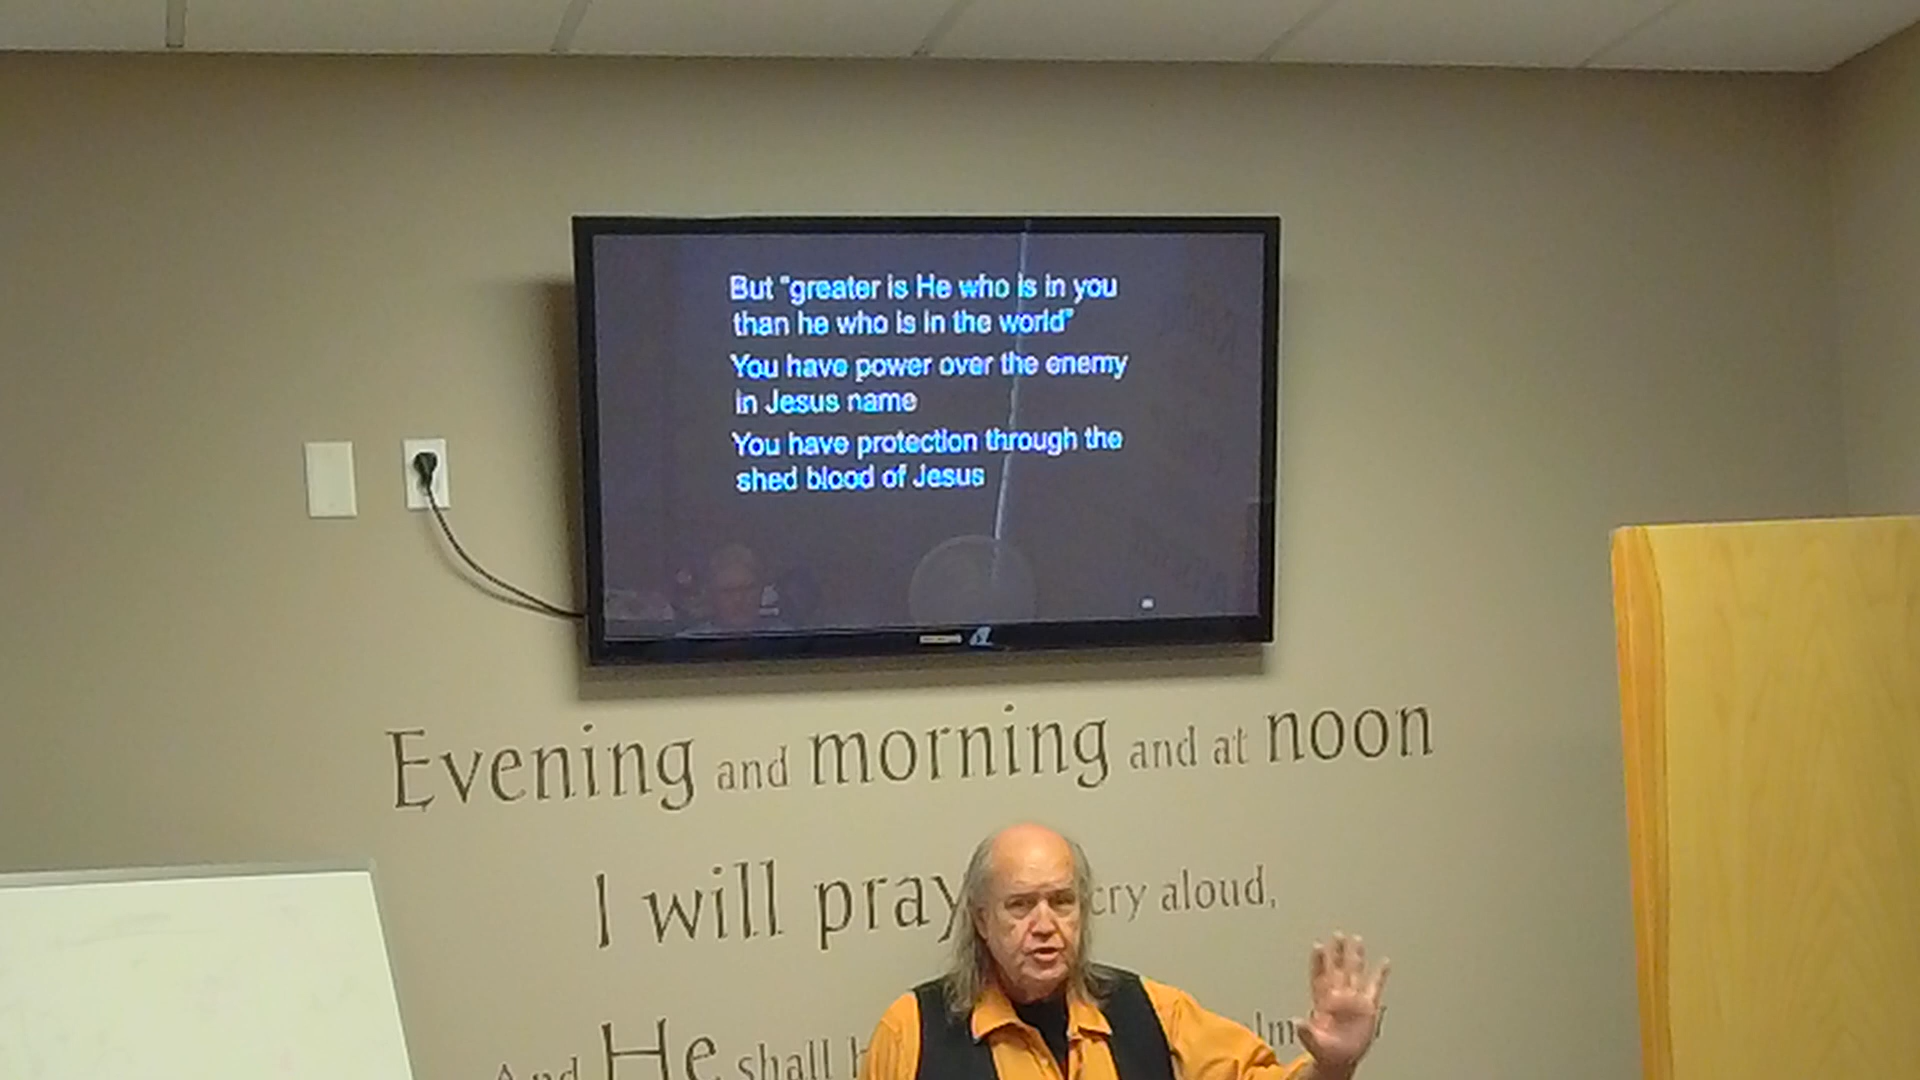 But "greater is He who is in you
than he who is in the world"
You have power over the enemy
in Jesus name
You have protection through the
shed blood of Jesus
Evening and morning and at noon
I will pray cry aloud,
And He shall